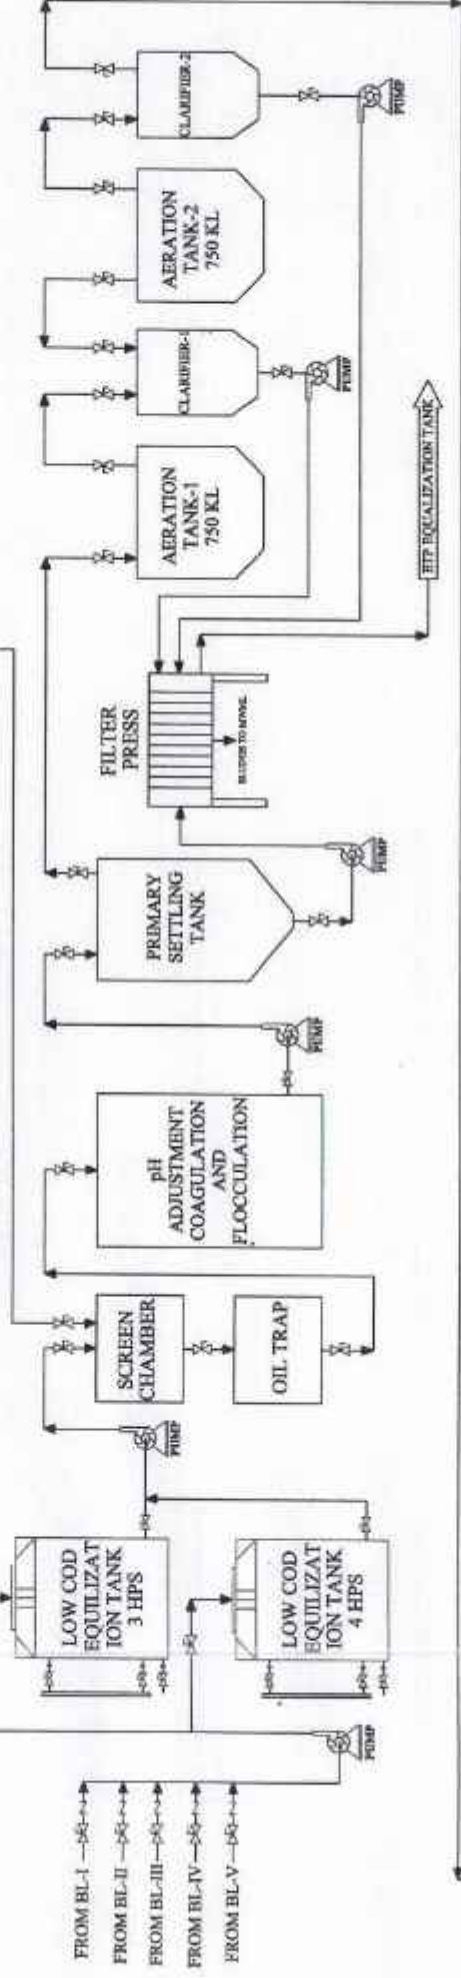 FROM BL-I
FROM BL-II
FROM BL-III
FROM BL-IV
FROM BL-V
PUMP
LOW COD
EQUILIZAT
ION TANK
3 HPS
LOW COD
EQUILIZAT
ION TANK
4 HPS
PUMP
SCREEN
CHAMBER
OIL TRAP
pH
ADJUSTMENT
COAGULATION
AND
FLOCCULATION
PUMP
PRIMARY
SETTLING
TANK
PUMP
FILTER
PRESS
TO
AERATION
TANK-1
750 KL
CLARIFIER-1
PUMP
AERATION
TANK-2
750 KL
CLARIFIER-2
PUMP
EQUALIZATION TANK